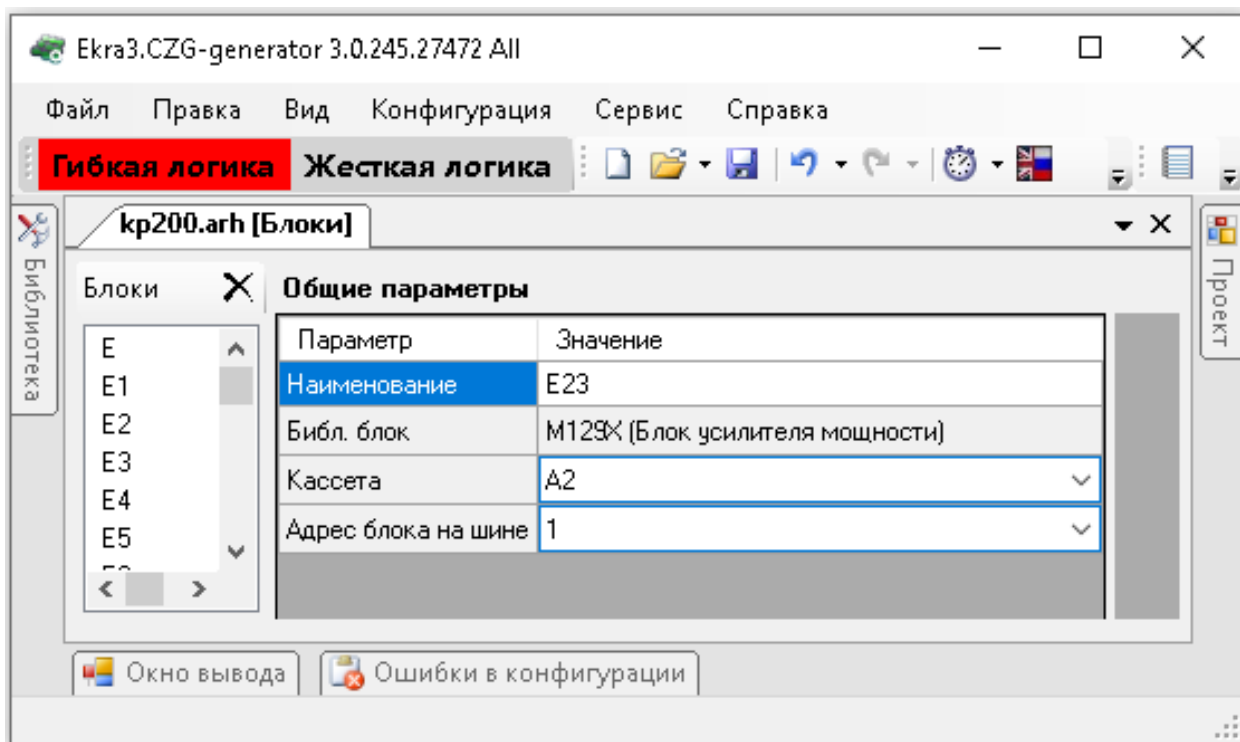 Ekra3.CZG-generator 3.0.245.27472 All
Файл Правка Вид Конфигурация Сервис Справка
Гибкая логика Жесткая логика
kp200.arh [Блоки]
Библиотека
Проект
Блоки
Общие параметры
E
E1
E2
E3
E4
E5
Параметр Значение
Наименование E23
Библ. блок M129X (Блок усилителя мощности)
Кассета A2
Адрес блока на шине 1
Окно вывода Ошибки в конфигурации